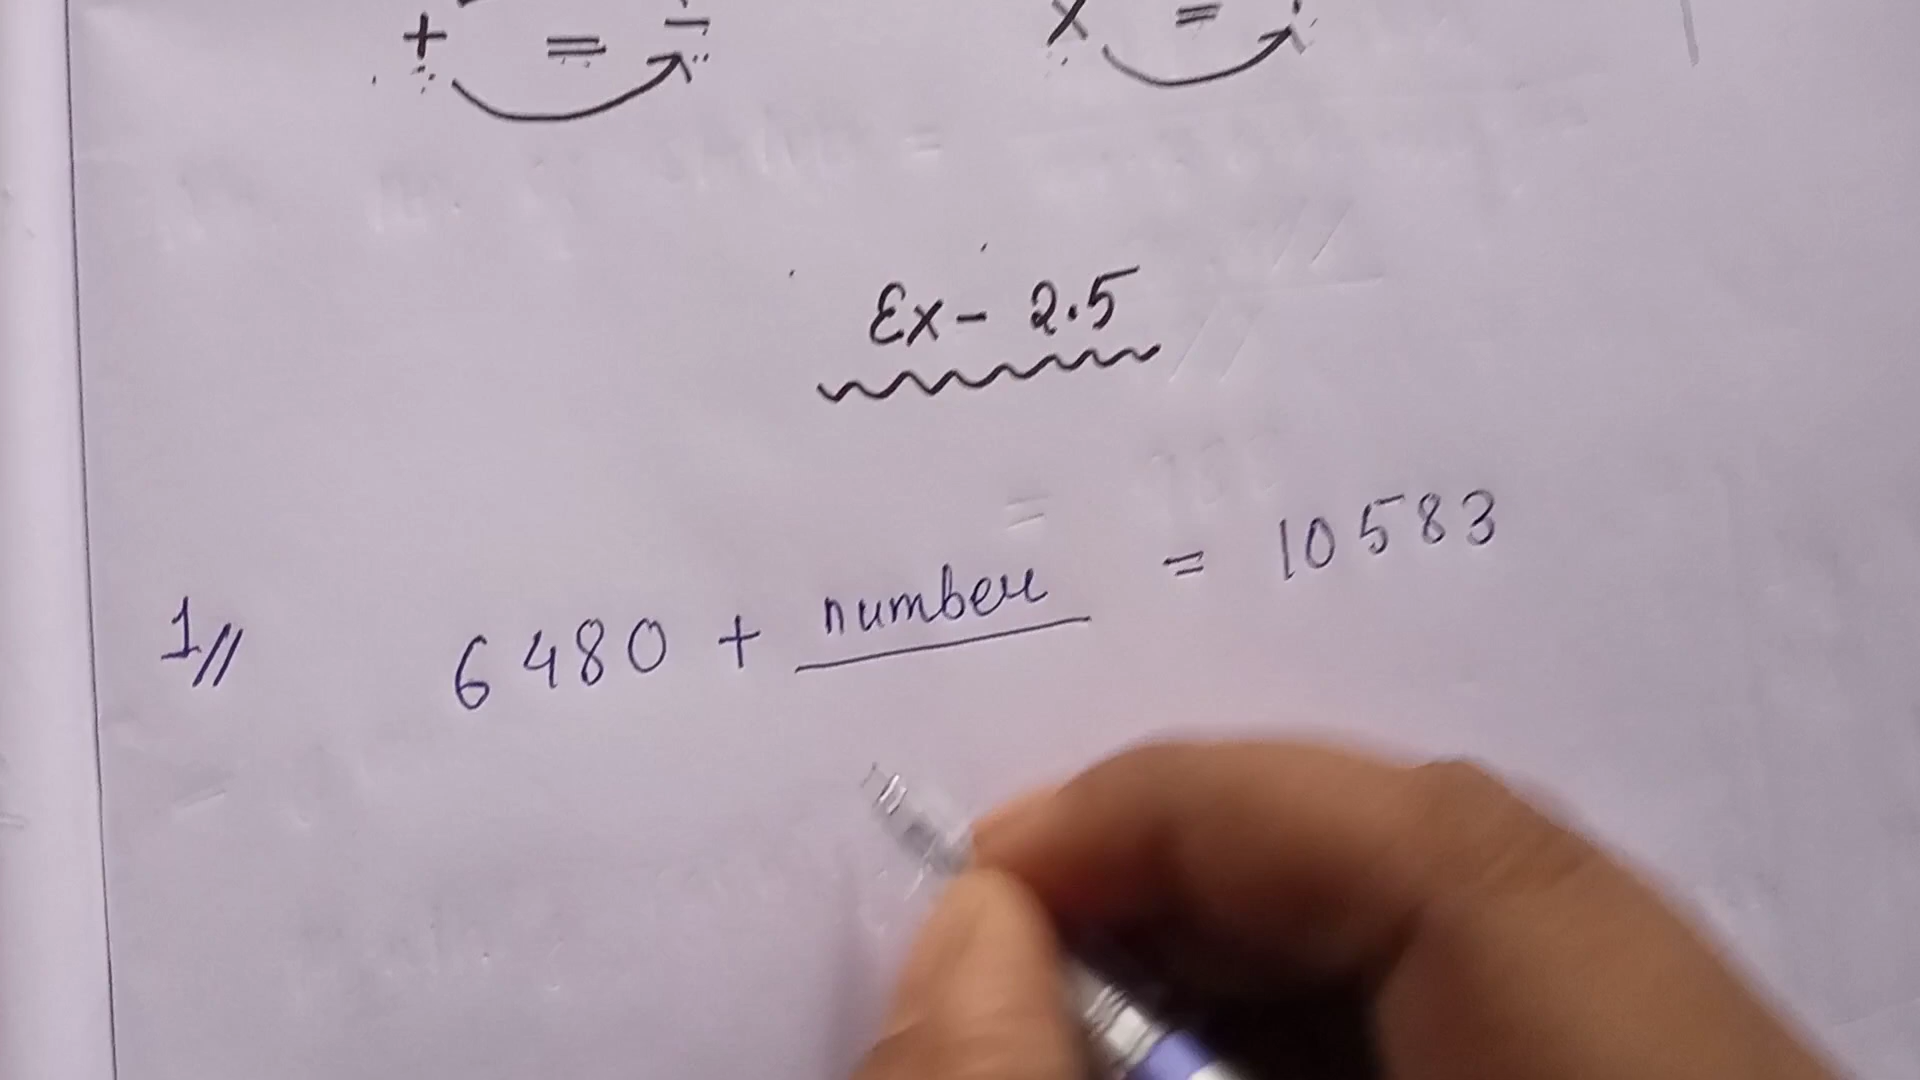 + = −
x =
Ex- 2.5
1// 6480 + number = 10583